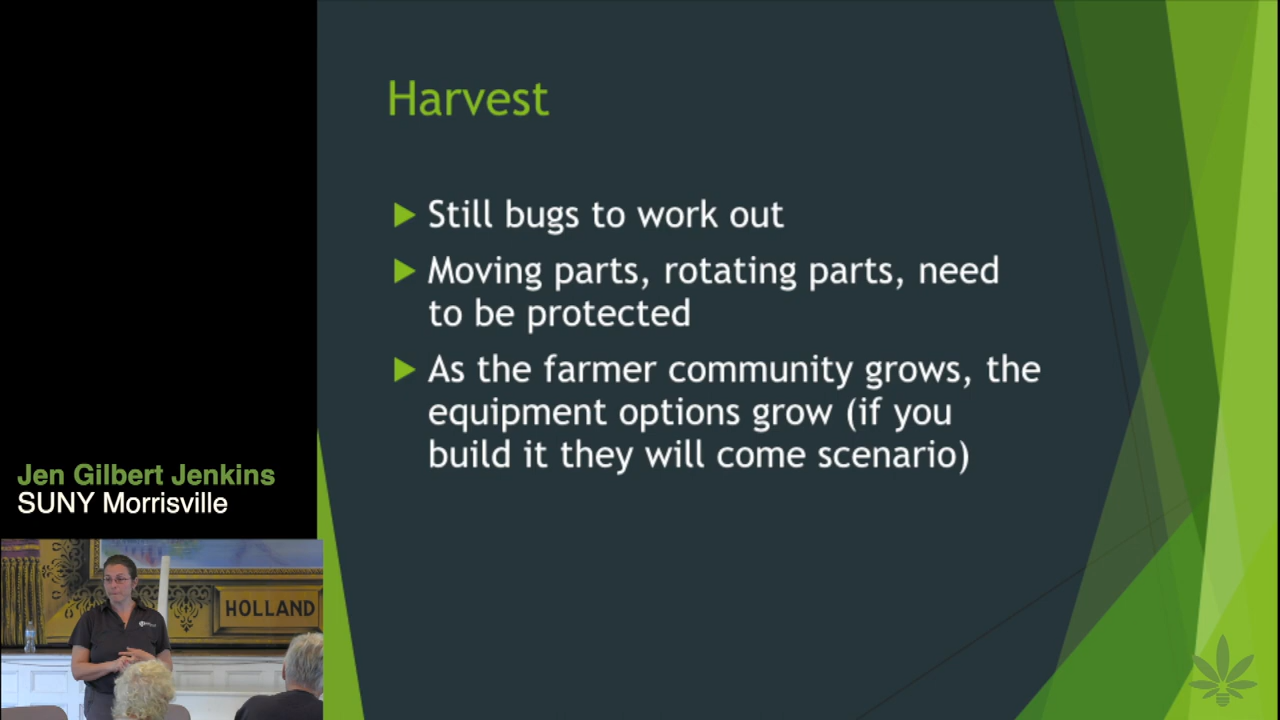 Harvest
Still bugs to work out
Moving parts, rotating parts, need
to be protected
As the farmer community grows, the
equipment options grow (if you
build it they will come scenario)
Jen Gilbert Jenkins
SUNY Morrisville
HOLLAND